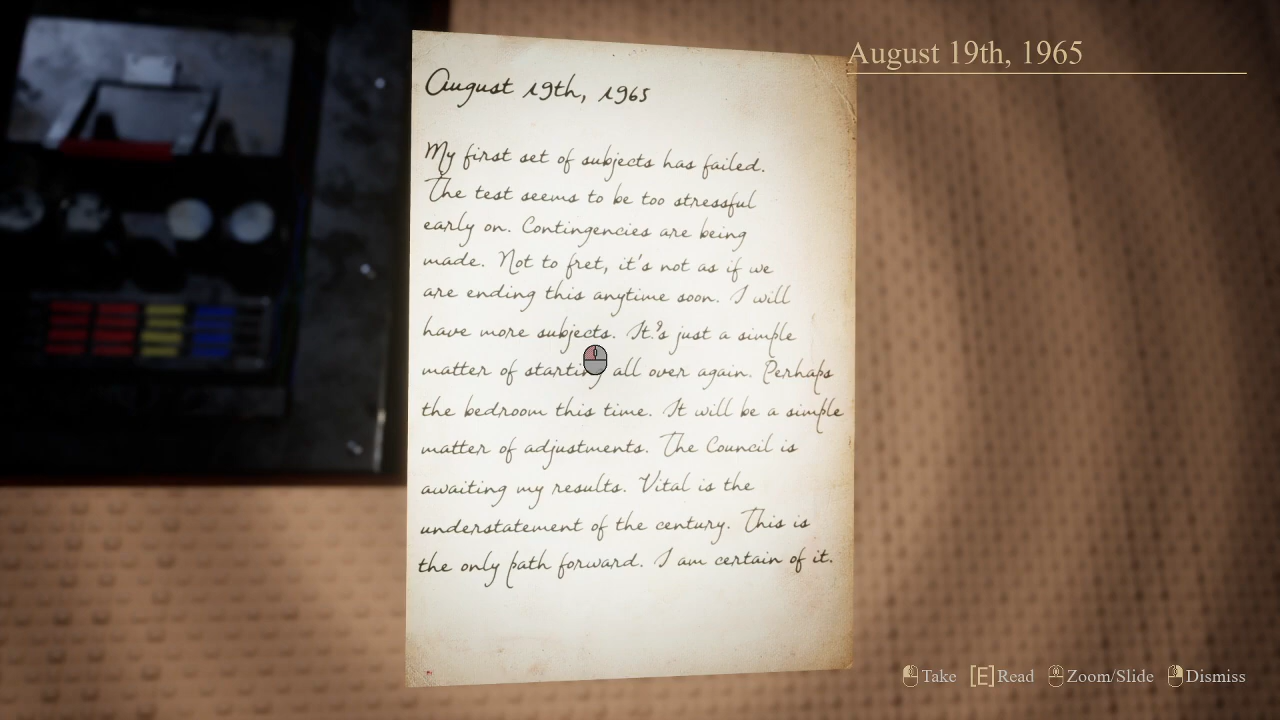 August 19th, 1965
August 19th, 1965
My first set of subjects has failed.
The test seems to be too stressful
early on. Contingencies are being
made. Not to fret, it's not as if we
are ending this anytime soon. I will
have more subjects. It's just a simple
matter of starting all over again. Perhaps
the bedroom this time. It will be a simple
matter of adjustments. The Council is
awaiting my results. Vital is the
understatement of the century. This is
the only path forward. I am certain of it.
Take [E]Read Zoom/Slide Dismiss